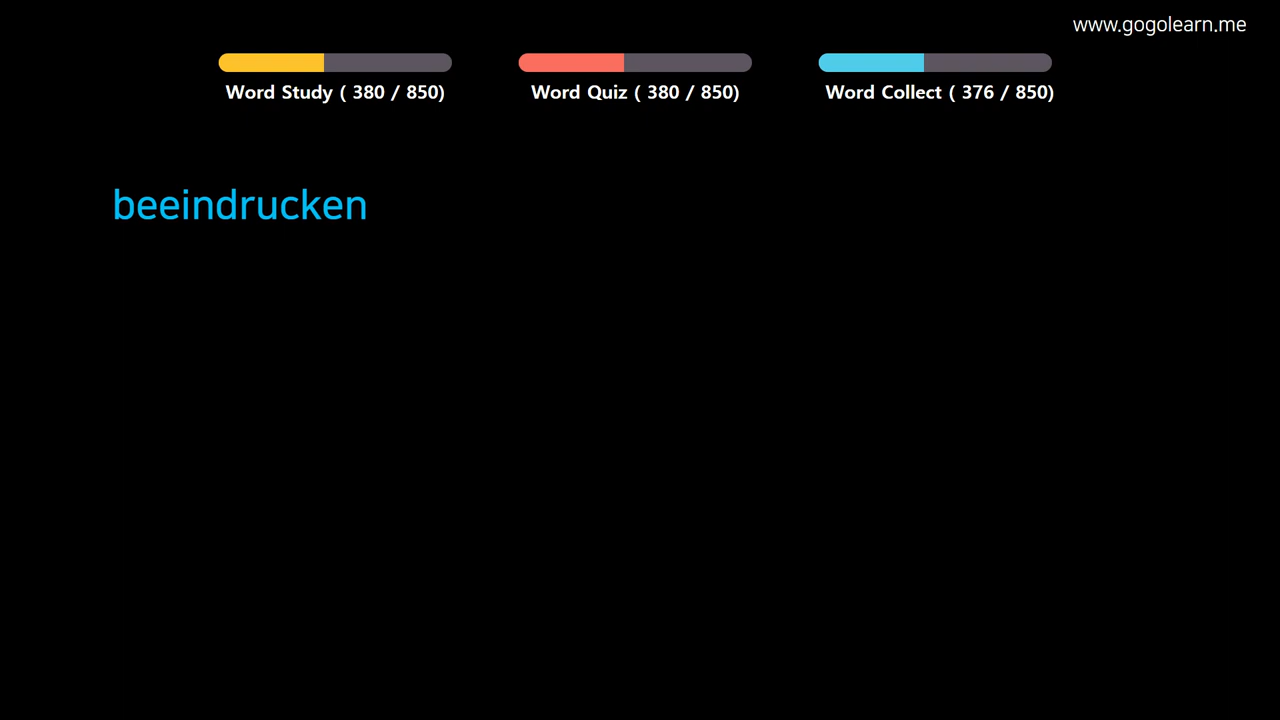 www.gogolearn.me
Word Study ( 380 / 850)
Word Quiz ( 380 / 850)
Word Collect ( 376 / 850)
beeindrucken